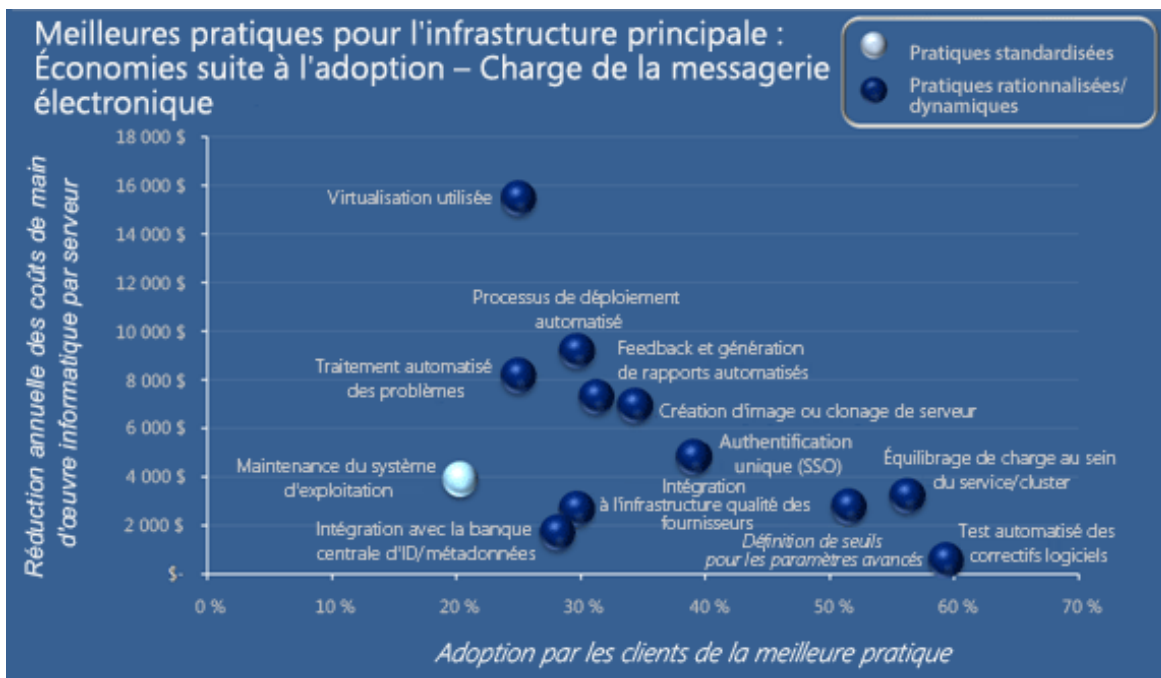 Meilleures pratiques pour l'infrastructure principale :
Économies suite à l'adoption – Charge de la messagerie
électronique
Pratiques standardisées
Pratiques rationnalisées/
dynamiques
Réduction annuelle des coûts de main
d'œuvre informatique par serveur
18 000 $
16 000 $
14 000 $
12 000 $
10 000 $
8 000 $
6 000 $
4 000 $
2 000 $
$-
Virtualisation utilisée
Processus de déploiement
automatisé
Traitement automatisé
des problèmes
Feedback et génération
de rapports automatisés
Création d'image ou clonage de serveur
Authentification
unique (SSO)
Équilibrage de charge au sein
du service/cluster
Maintenance du système
d'exploitation
Intégration
à l'infrastructure qualité des
fournisseurs
Intégration avec la banque
centrale d'ID/métadonnées
Définition de seuils
pour les paramètres avancés
Test automatisé des
correctifs logiciels
0 %
10 %
20 %
30 %
40 %
50 %
60 %
70 %
Adoption par les clients de la meilleure pratique